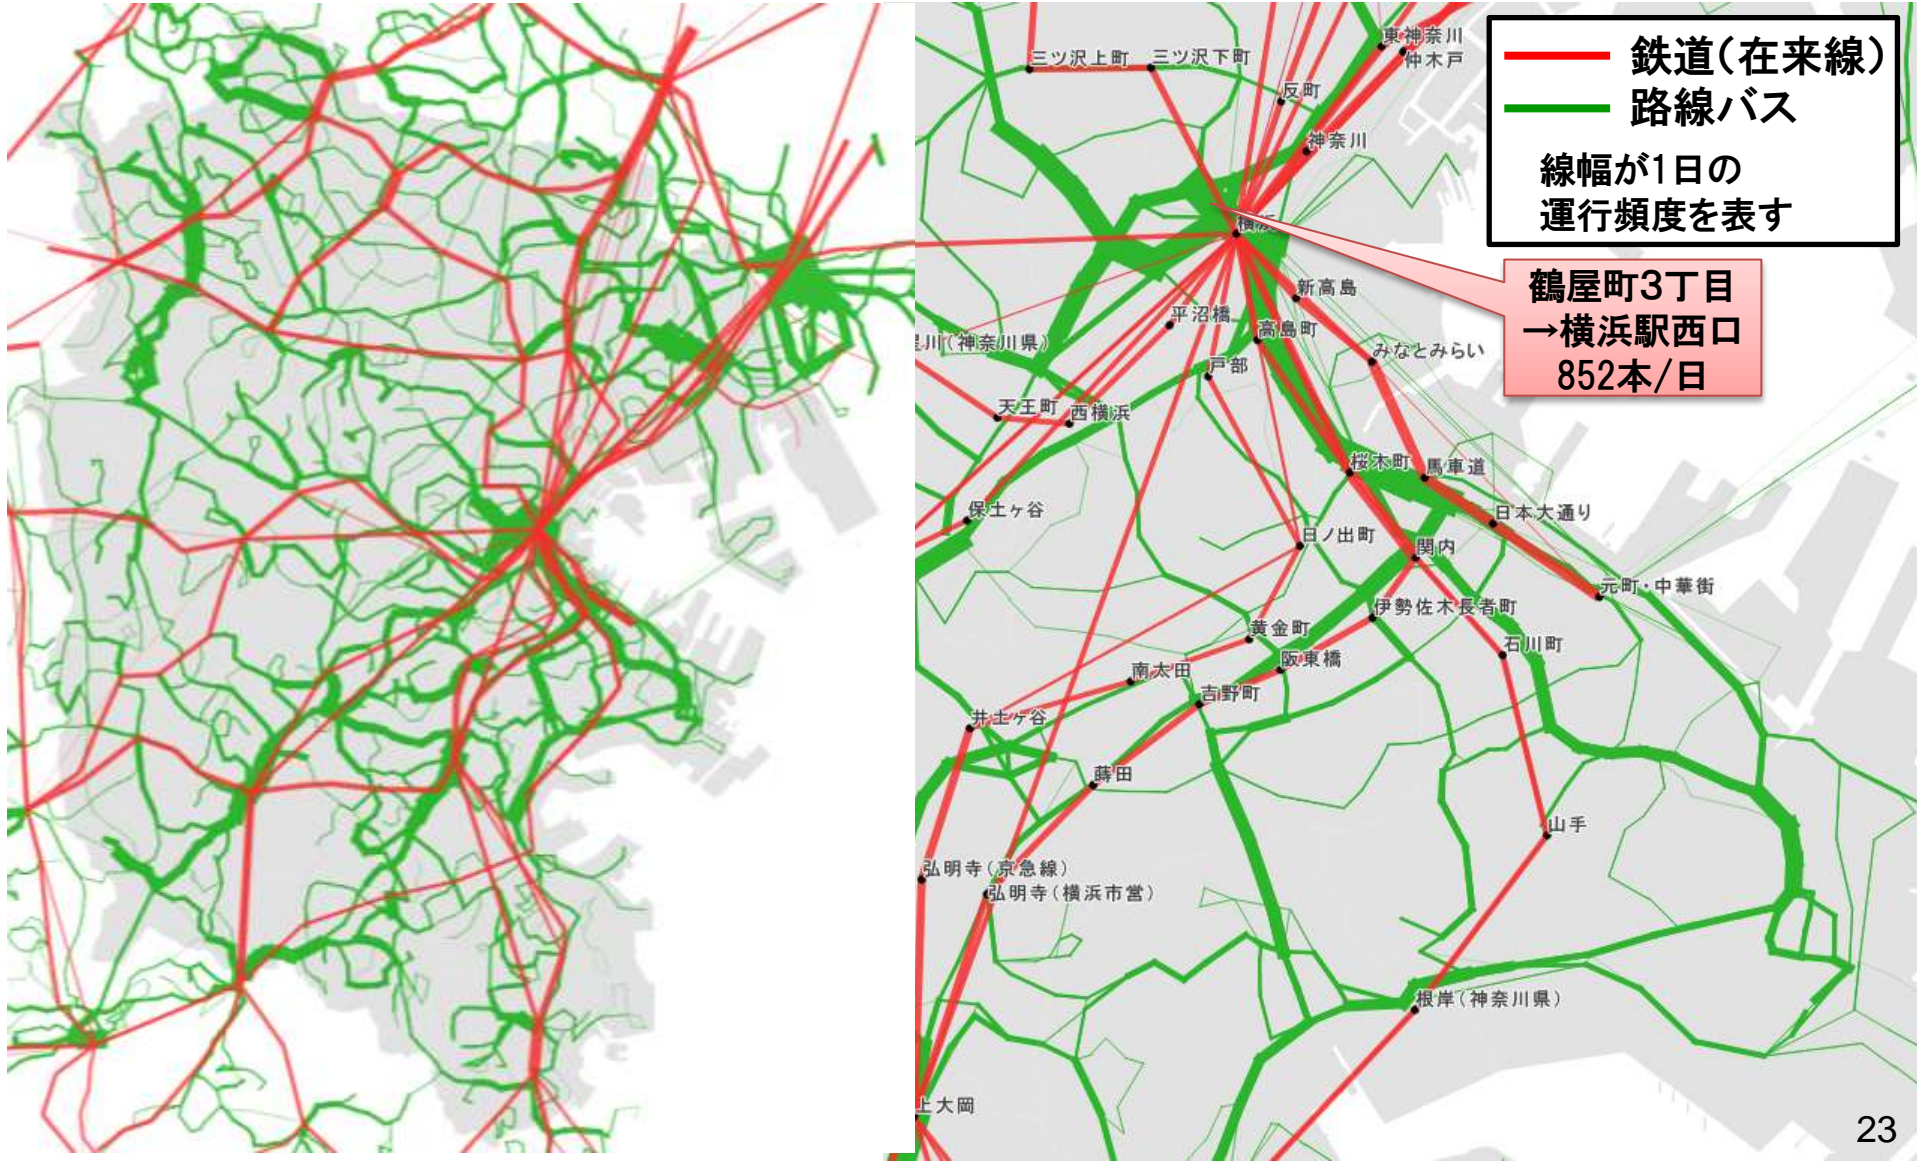 東神奈川
仲木戸
三ツ沢上町
三ツ沢下町
反町
神奈川
鉄道(在来線)
路線バス
線幅が1日の
運行頻度を表す
鶴屋町3丁目
→横浜駅西口
852本/日
新高島
平沼橋
高島町
川(神奈川県)
みなとみらい
戸部
天王町
西横浜
桜木町
馬車道
保土ヶ谷
日本大通り
日ノ出町
関内
元町・中華街
伊勢佐木長者町
黄金町
石川町
阪東橋
南太田
吉野町
井土ヶ谷
蒔田
山手
弘明寺(京急線)
弘明寺(横浜市営)
根岸(神奈川県)
上大岡
23